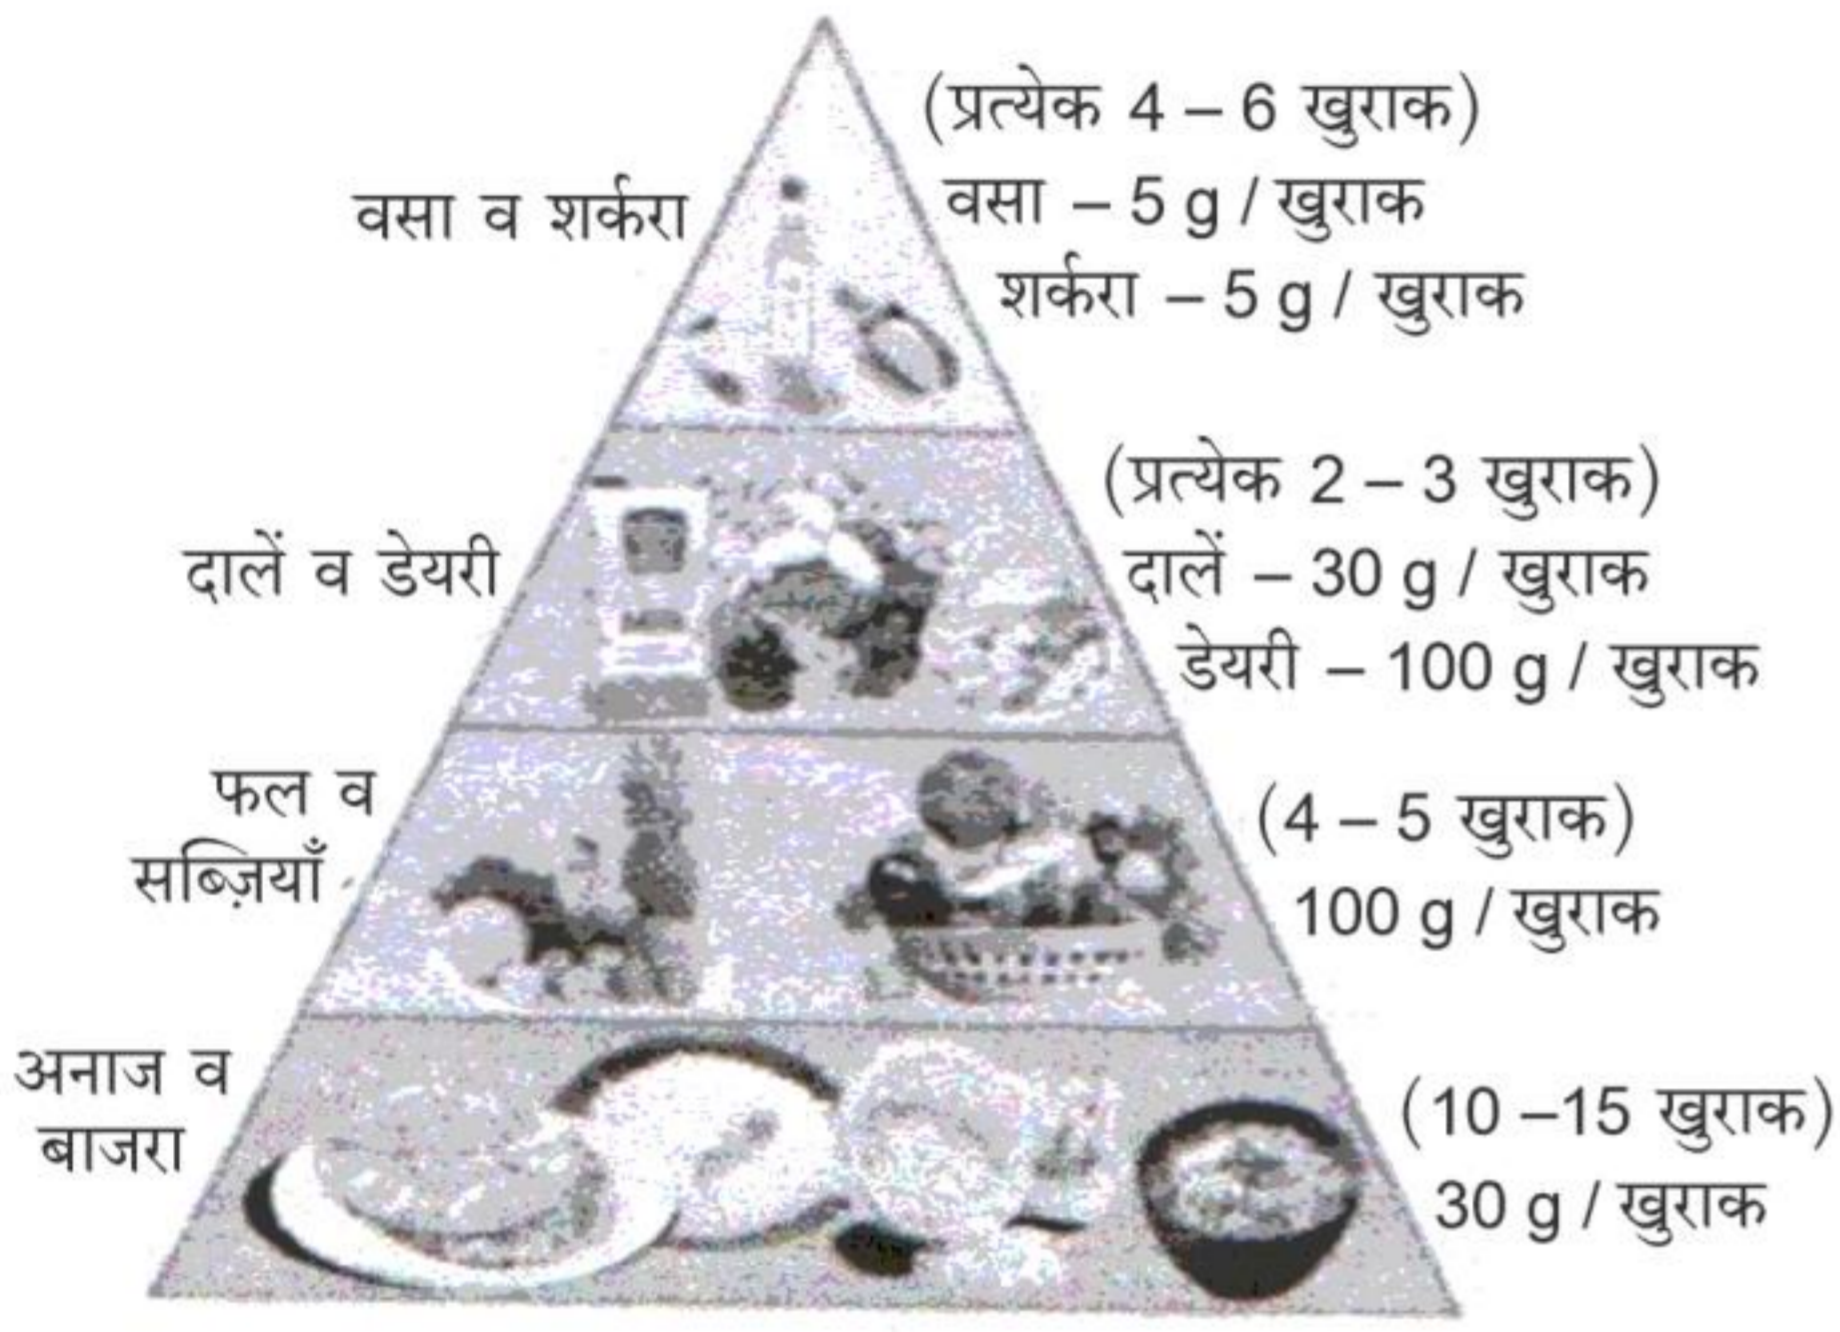 (प्रत्येक 4 – 6 खुराक)
वसा व शर्करा
वसा – 5 g / खुराक
शर्करा – 5 g / खुराक
(प्रत्येक 2 – 3 खुराक)
दालें व डेयरी
दालें – 30 g / खुराक
डेयरी – 100 g / खुराक
फल व
सब्ज़ियाँ
(4 – 5 खुराक)
100 g / खुराक
अनाज व
बाजरा
(10 –15 खुराक)
30 g / खुराक